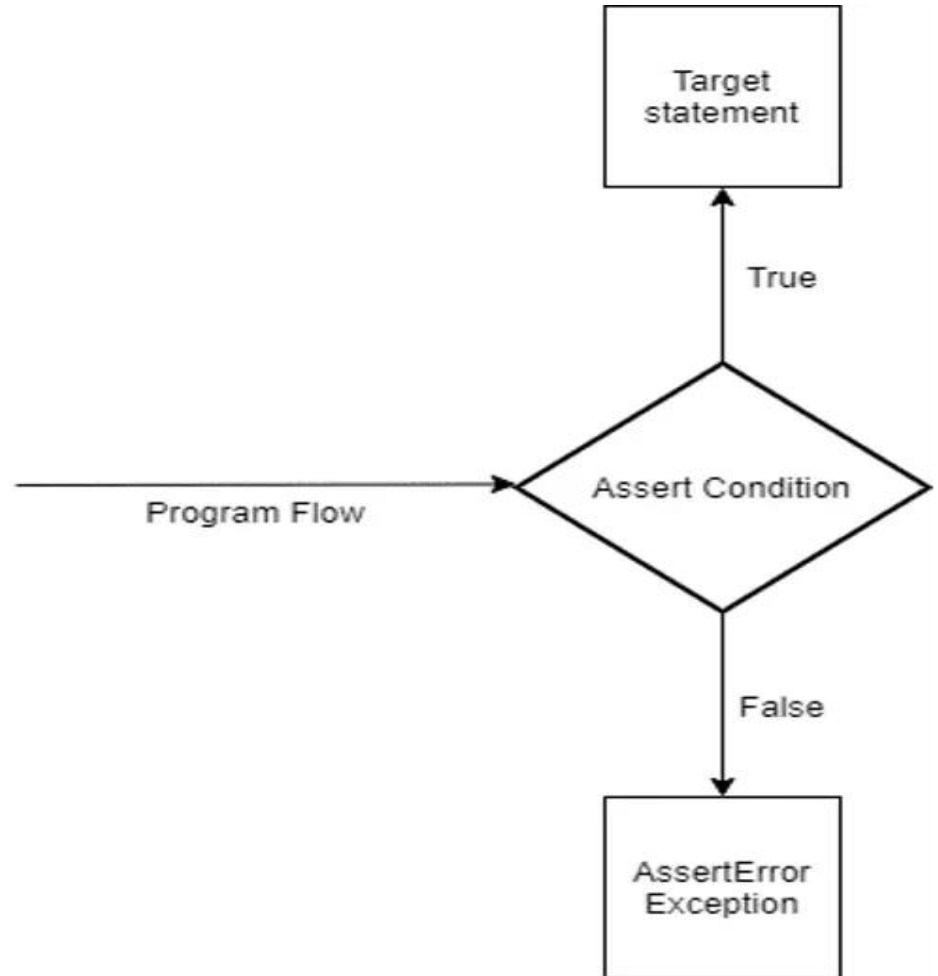 Target
statement
True
Assert Condition
Program Flow
False
AssertError
Exception